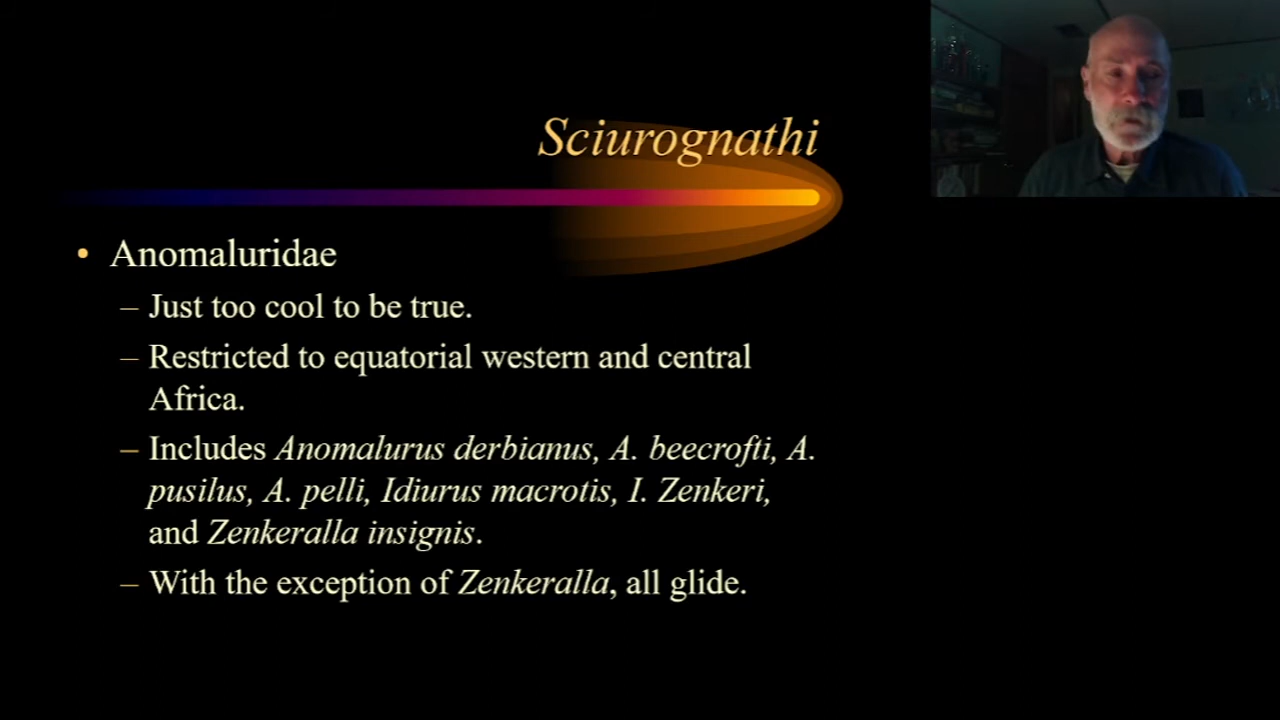 Sciurognathi
• Anomaluridae
– Just too cool to be true.
– Restricted to equatorial western and central
Africa.
– Includes Anomalurus derbianus, A. beecrofti, A.
pusilus, A. pelli, Idiurus macrotis, I. Zenkeri,
and Zenkeralla insignis.
– With the exception of Zenkeralla, all glide.